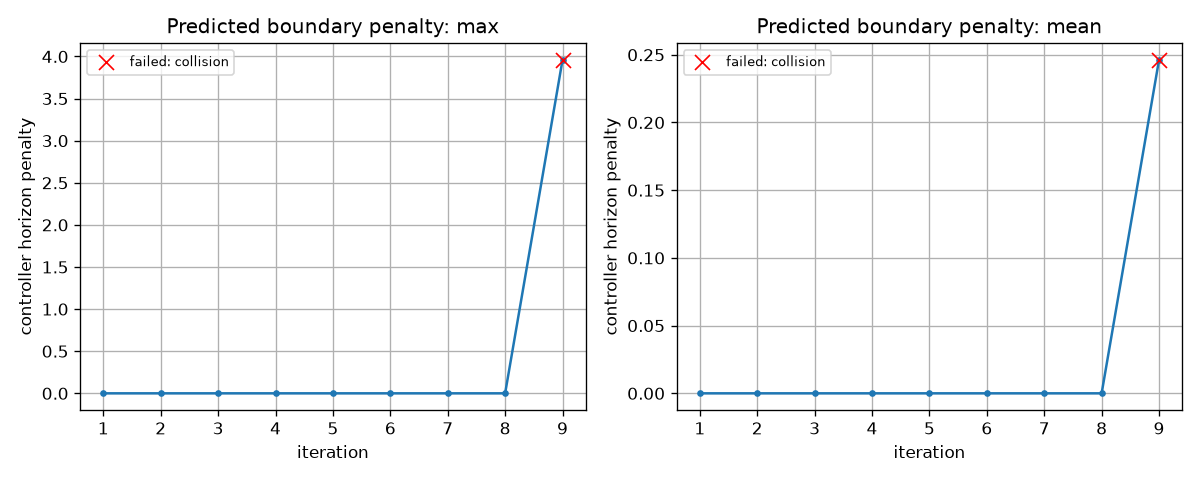 Predicted boundary penalty: max
failed: collision
controller horizon penalty
4.0
3.5
3.0
2.5
2.0
1.5
1.0
0.5
0.0
1 2 3 4 5 6 7 8 9
iteration
Predicted boundary penalty: mean
failed: collision
controller horizon penalty
0.25
0.20
0.15
0.10
0.05
0.00
1 2 3 4 5 6 7 8 9
iteration